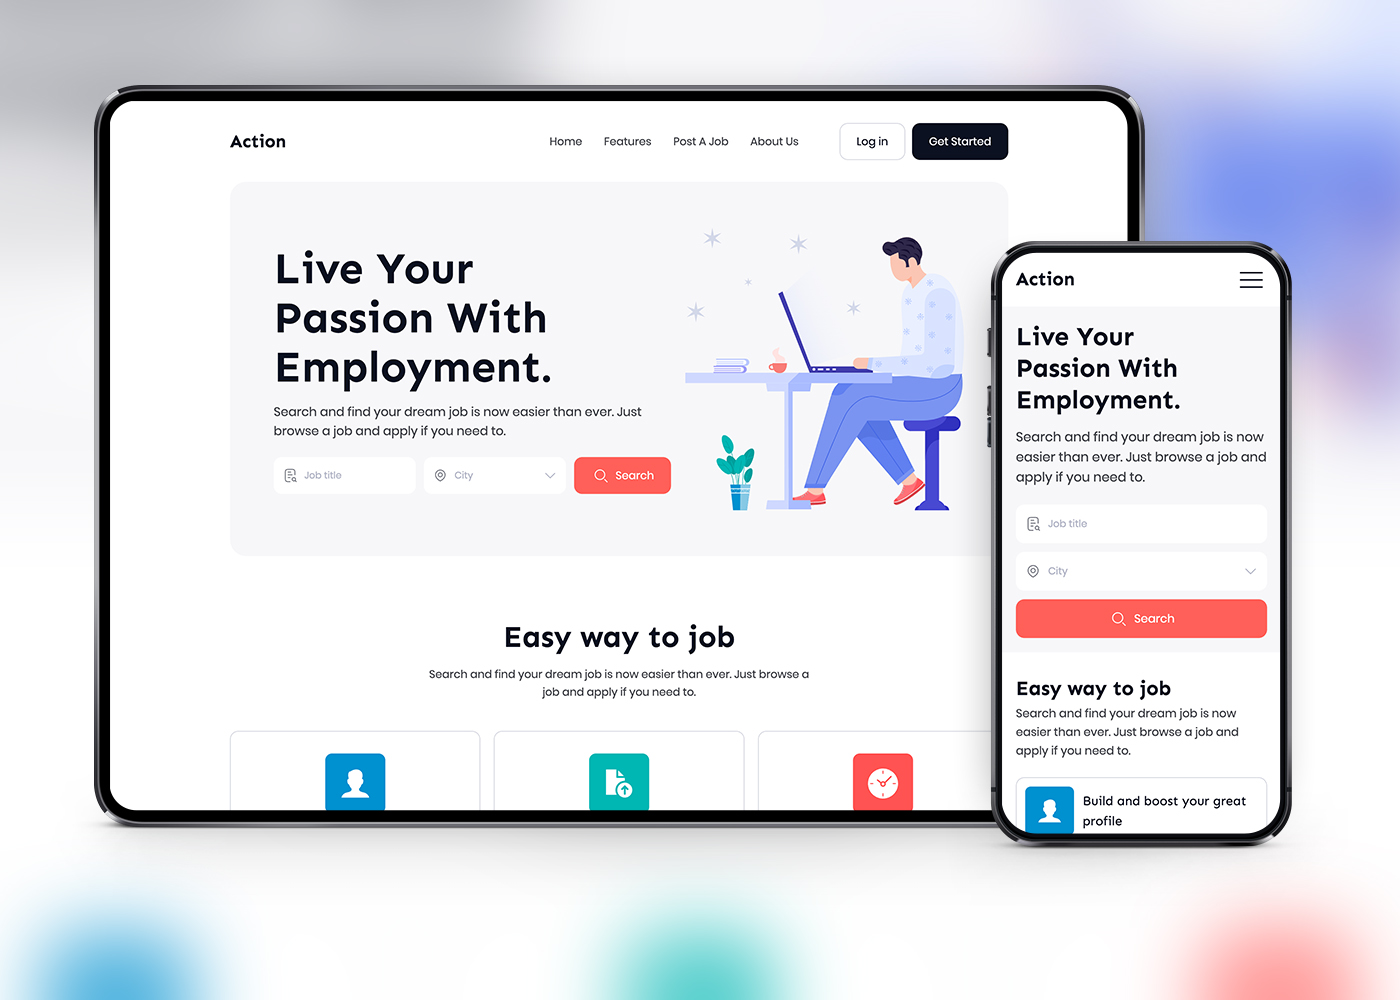 Action
Home Features Post A Job About Us Log in Get Started
Live Your
Passion With
Employment.
Search and find your dream job is now easier than ever. Just
browse a job and apply if you need to.
Job title City Search
Easy way to job
Search and find your dream job is now easier than ever. Just browse a
job and apply if you need to.
Action
Live Your
Passion With
Employment.
Search and find your dream job is now
easier than ever. Just browse a job and
apply if you need to.
Job title
City
Search
Easy way to job
Search and find your dream job is now
easier than ever. Just browse a job and
apply if you need to.
Build and boost your great
profile